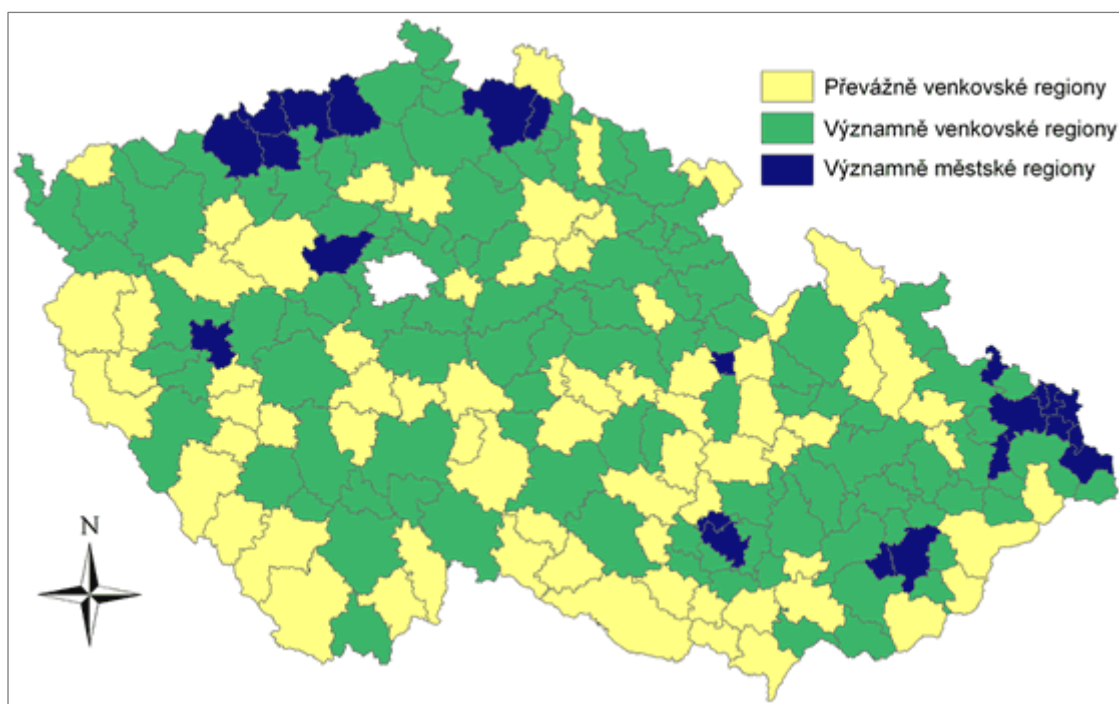 Převážně venkovské regiony
Významně venkovské regiony
Významně městské regiony
N